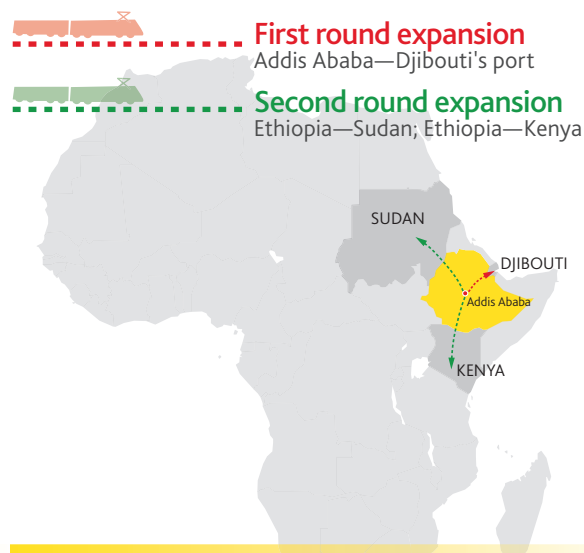 First round expansion
Addis Ababa—Djibouti's port
Second round expansion
Ethiopia—Sudan; Ethiopia—Kenya
SUDAN
DJIBOUTI
Addis Ababa
KENYA